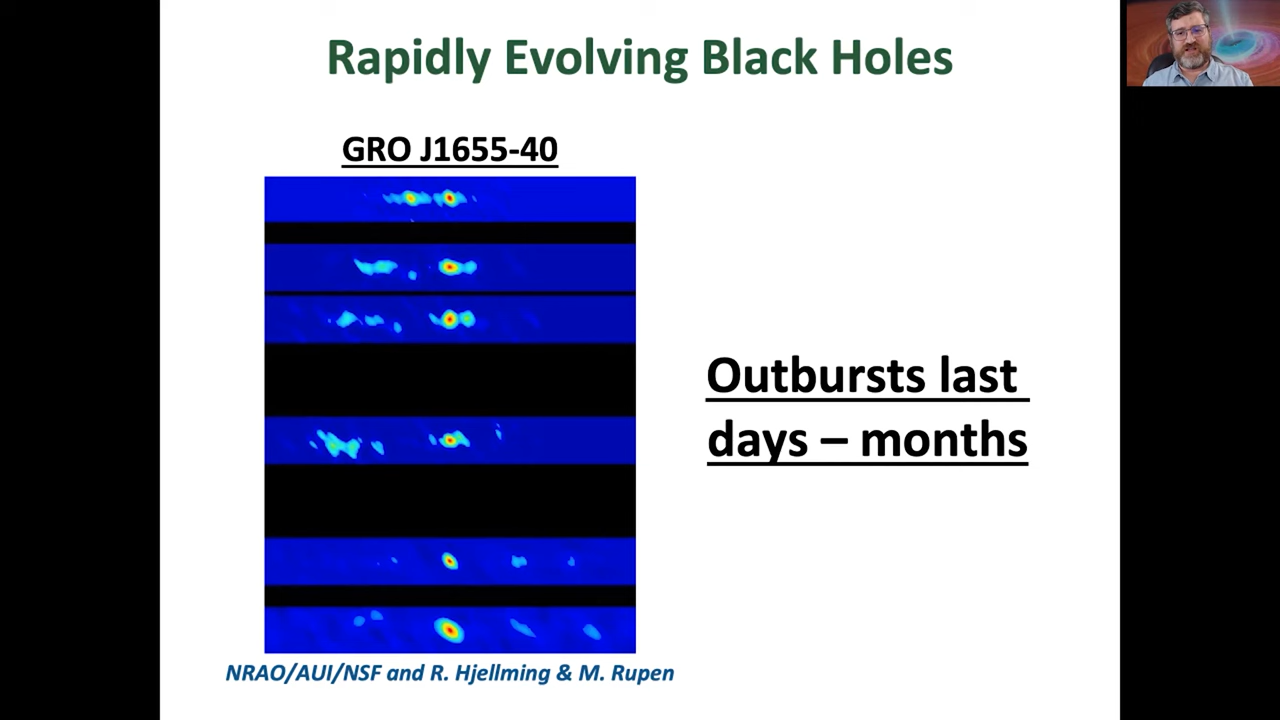 Rapidly Evolving Black Holes
GRO J1655-40
Outbursts last
days – months
NRAO/AUI/NSF and R. Hjellming & M. Rupen